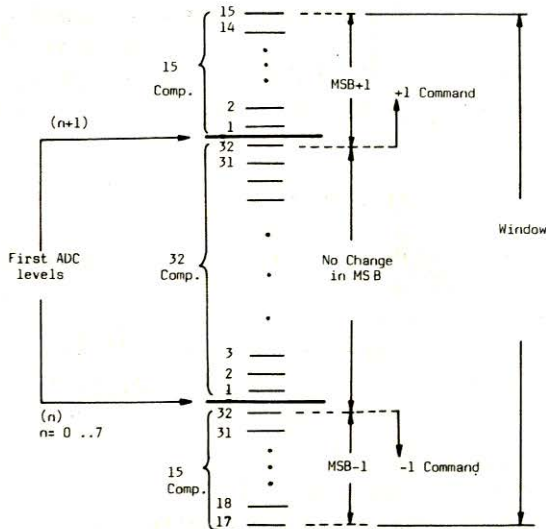 15
14
15
Comp.
MSB+1
+1 Command
2
(n+1)
1
32
31
Window
First ADC
levels
32
Comp.
No Change
in MSB
3
2
1
(n)
n= 0 ..7
32
31
15
Comp.
MSB-1
-1 Command
18
17